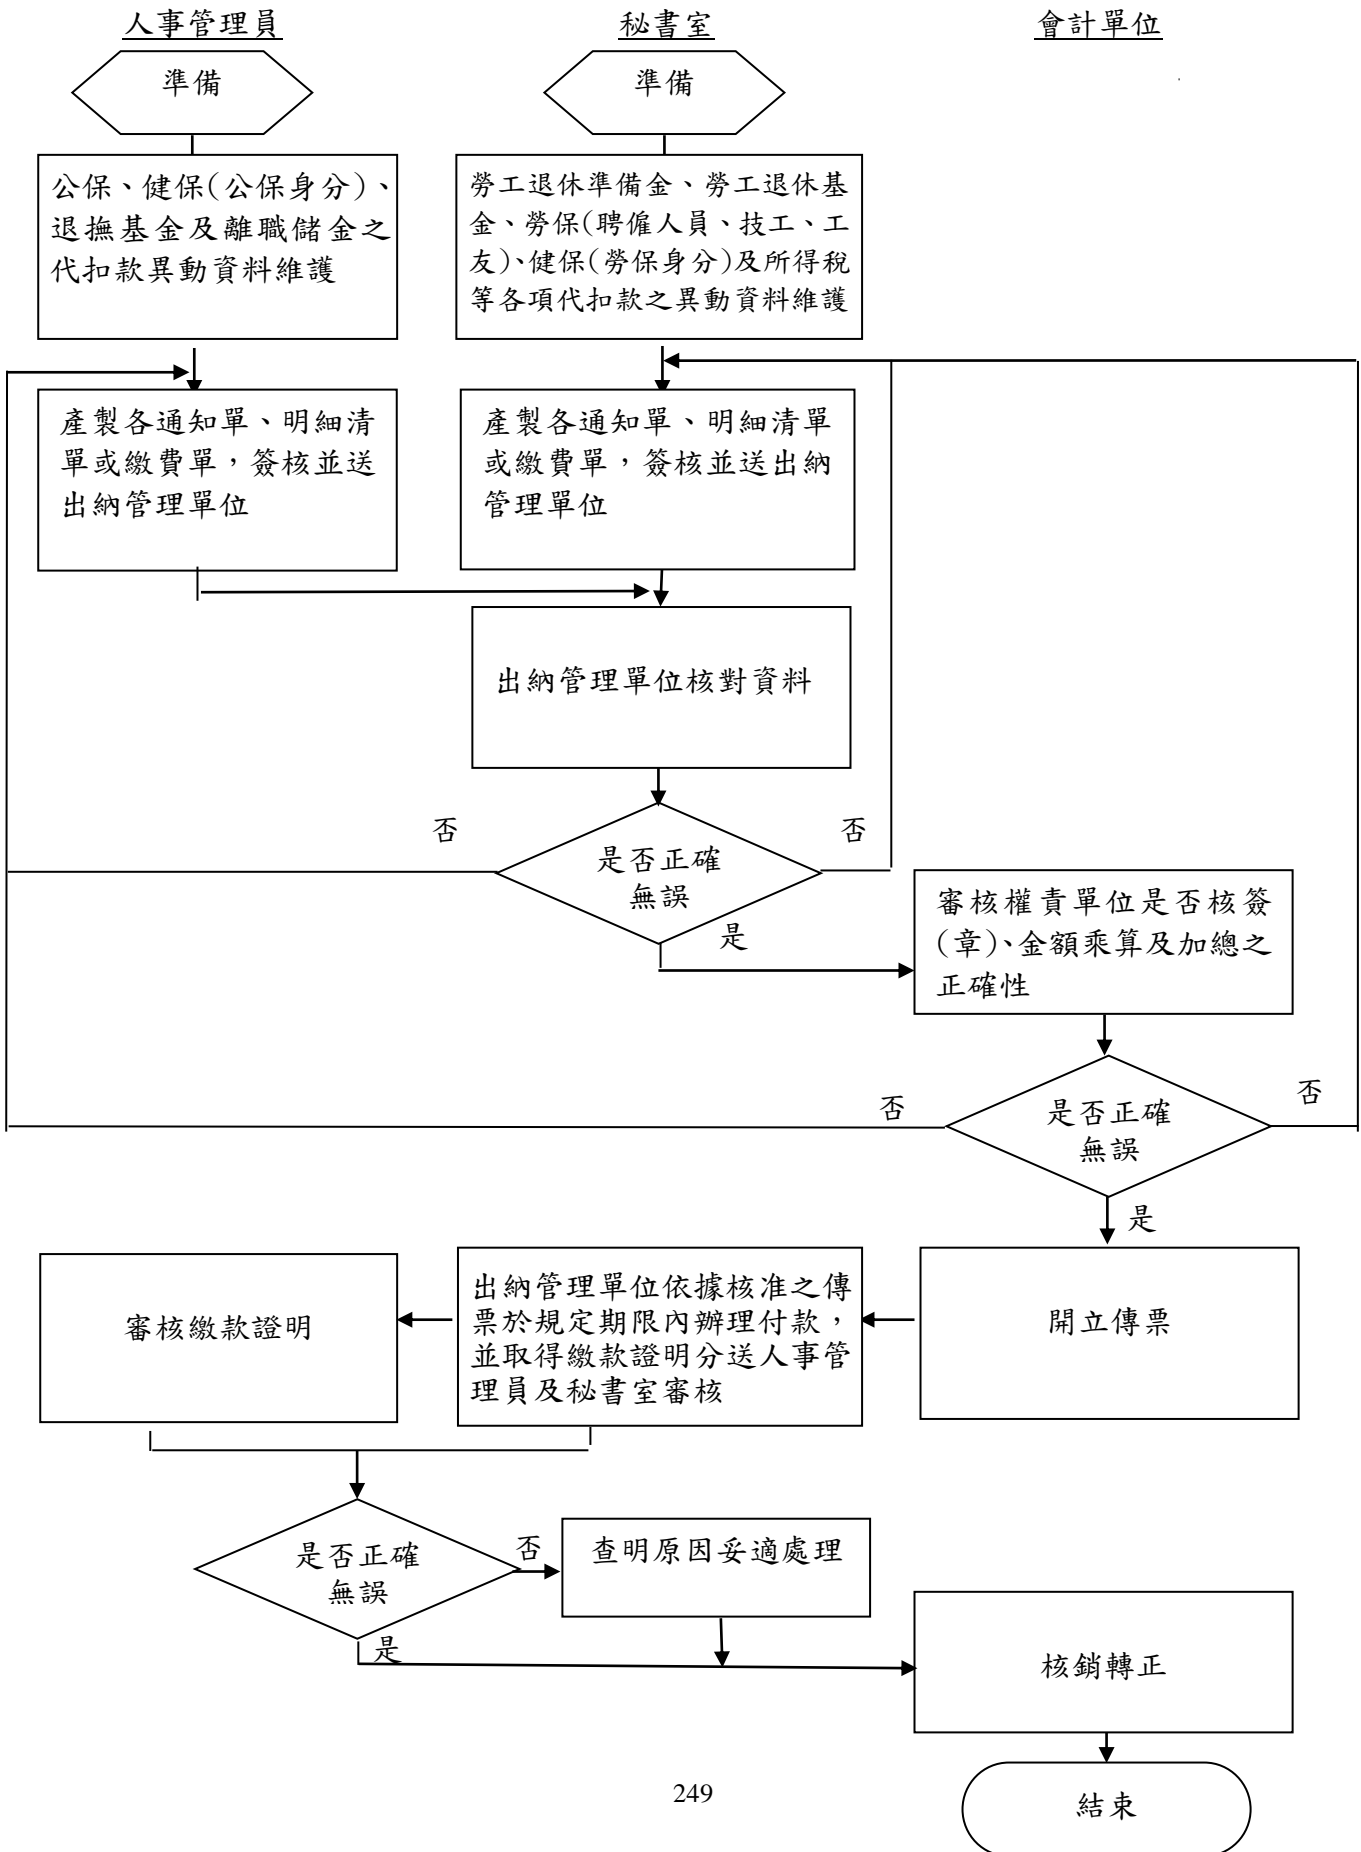 人事管理員
秘書室
會計單位
準備
準備
公保、健保(公保身分)、
退撫基金及離職儲金之
代扣款異動資料維護
勞工退休準備金、勞工退休基
金、勞保(聘僱人員、技工、工
友)、健保(勞保身分)及所得稅
等各項代扣款之異動資料維護
產製各通知單、明細清
單或繳費單，簽核並送
出納管理單位
產製各通知單、明細清單
或繳費單，簽核並送出納
管理單位
出納管理單位核對資料
否
否
是否正確
無誤
是
審核權責單位是否核簽
(章)、金額乘算及加總之
正確性
否
否
是否正確
無誤
是
審核繳款證明
出納管理單位依據核准之傳
票於規定期限內辦理付款，
並取得繳款證明分送人事管
理員及秘書室審核
開立傳票
是否正確
無誤
否
查明原因妥適處理
是
核銷轉正
249
結束